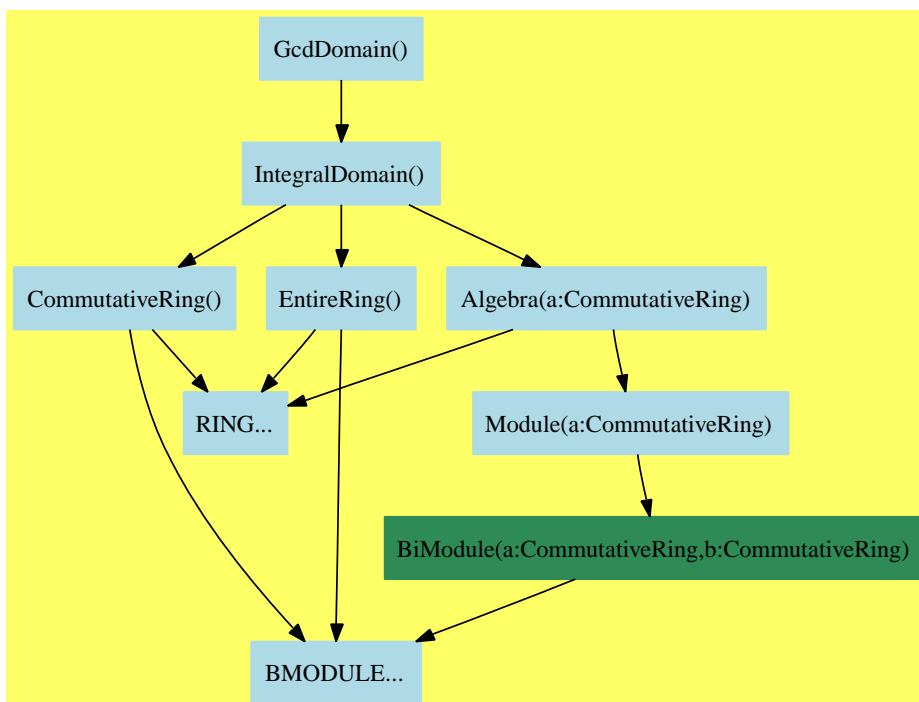 GcdDomain()
IntegralDomain()
CommutativeRing()
EntireRing()
Algebra(a:CommutativeRing)
RING...
Module(a:CommutativeRing)
BiModule(a:CommutativeRing,b:CommutativeRing)
BMODULE...